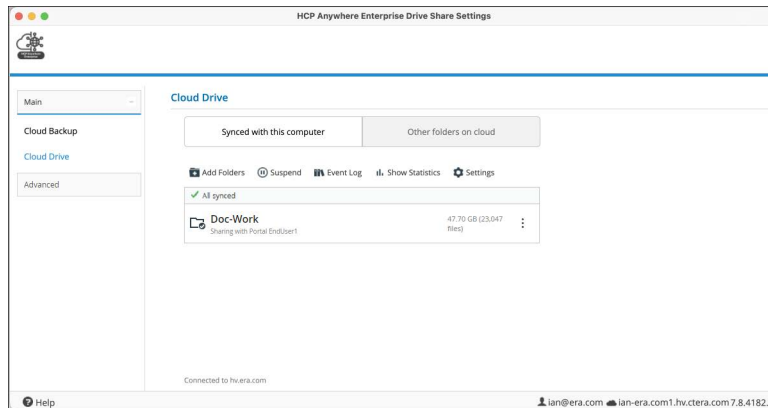 HCP Anywhere Enterprise Drive Share Settings
Main
Cloud Backup
Cloud Drive
Advanced
Cloud Drive
Synced with this computer
Other folders on cloud
Add Folders
Suspend
Event Log
Show Statistics
Settings
All synced
Doc-Work
Sharing with Portal EndUser1
47.70 GB (23,047
files)
Connected to hv.era.com
Help
ian@era.com
ian-era.com1.hv.ctera.com 7.8.4182.